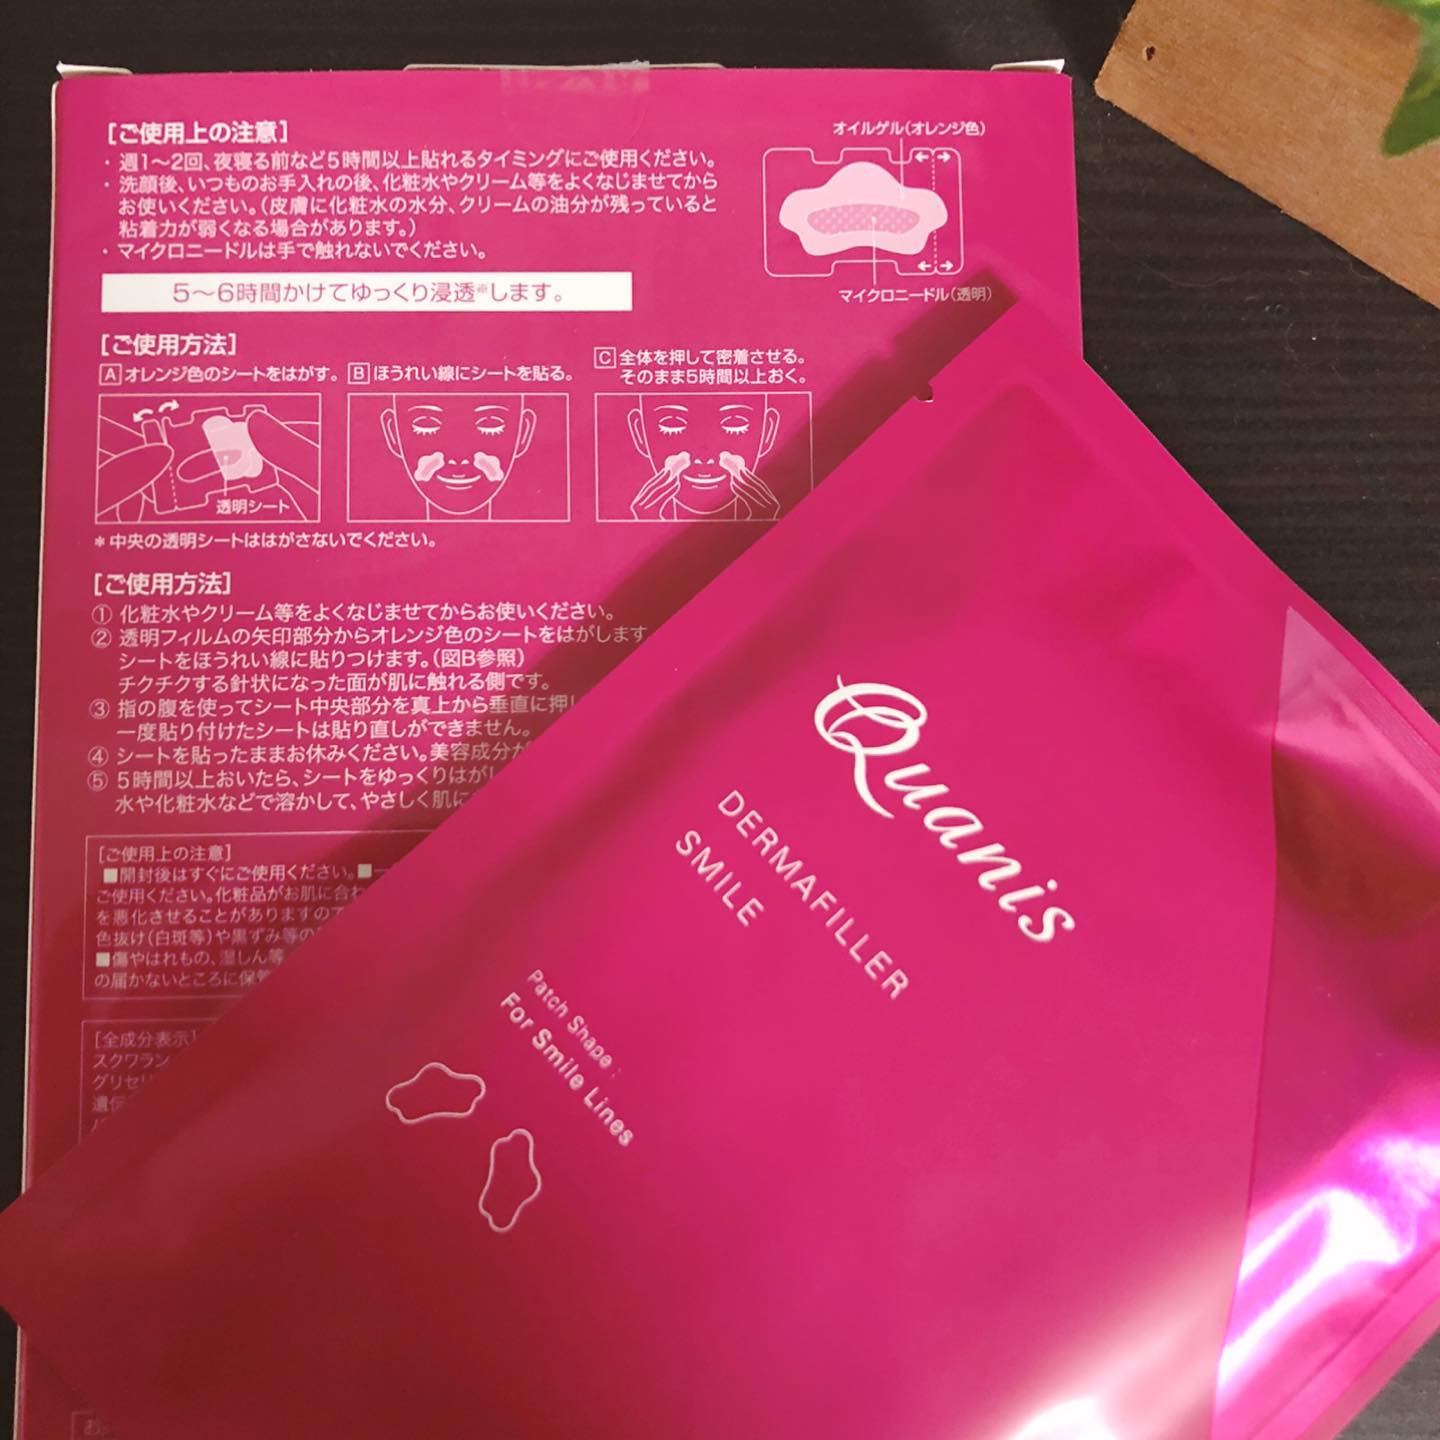 [ご使用上の注意]
・週1〜2回、夜寝る前など5時間以上貼れるタイミングにご使用ください。
・洗顔後、いつものお手入れの後、化粧水やクリーム等をよくなじませてから
お使いください。(皮膚に化粧水の水分、クリームの油分が残っていると
粘着力が弱くなる場合があります。)
・マイクロニードルは手で触れないでください。
オイルゲル(オレンジ色)
マイクロニードル(透明)
5〜6時間かけてゆっくり浸透※します。
[ご使用方法]
A オレンジ色のシートをはがす。
B ほうれい線にシートを貼る。
C 全体を押して密着させる。
そのまま5時間以上おく。
透明シート
*中央の透明シートははがさないでください。
[ご使用方法]
① 化粧水やクリーム等をよくなじませてからお使いください。
② 透明フィルムの矢印部分からオレンジ色のシートをはがします
シートをほうれい線に貼りつけます。(図B参照)
チクチクする針状になった面が肌に触れる側です。
③ 指の腹を使ってシート中央部分を真上から垂直に押し
一度貼り付けたシートは貼り直しができません。
④ シートを貼ったままお休みください。美容成分が
⑤ 5時間以上おいたら、シートをゆっくりはがし
水や化粧水などで溶かして、やさしく肌に
[ご使用上の注意]
■開封後はすぐにご使用ください。■一
ご使用ください。化粧品がお肌に合わ
を悪化させることがありますので
色抜け(白斑等)や黒ずみ等の
■傷やはれもの、湿しん等
の届かないところに保管
[全成分表示]
スクワラン
グリセリ
遺伝
Quanis
DERMAFILLER
SMILE
Patch Shape :
For Smile Lines